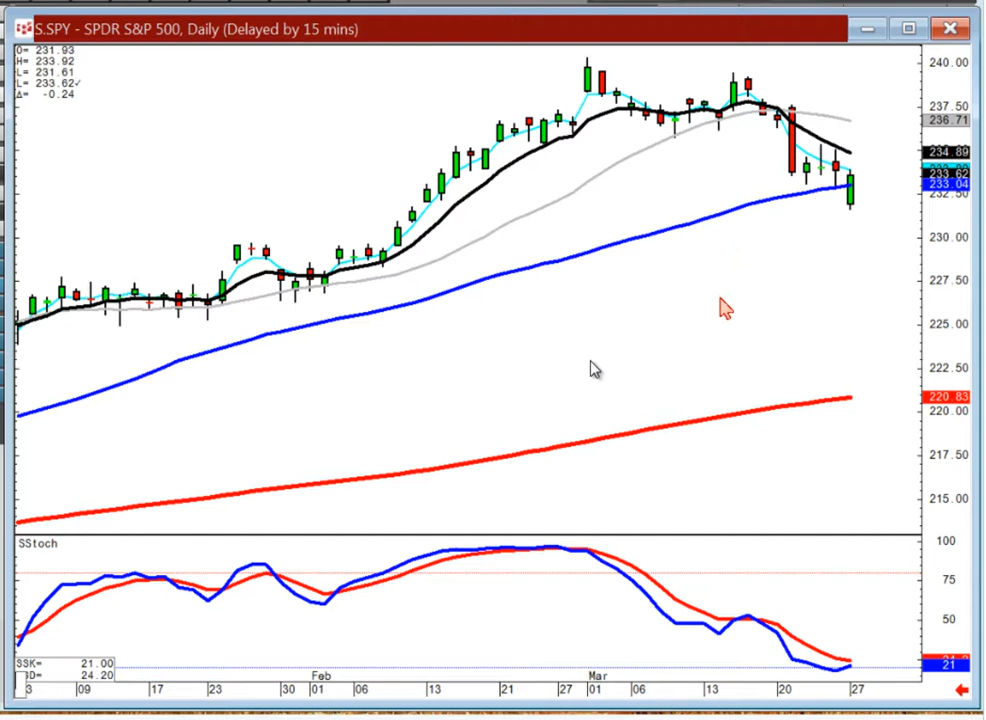 S.SPY - SPDR S&P 500, Daily (Delayed by 15 mins)
O= 231.93
H= 233.92
L= 231.61
L= 233.62✓
Δ= -0.24
240.00
237.50
236.71
234.89
233.62
233.04
232.50
230.00
227.50
225.00
222.50
220.83
220.00
217.50
215.00
SStoch
100
75
50
21
SSK= 21.00
D= 24.20
Feb Mar
3 09 17 23 30 01 06 13 21 27 01 06 13 20 27